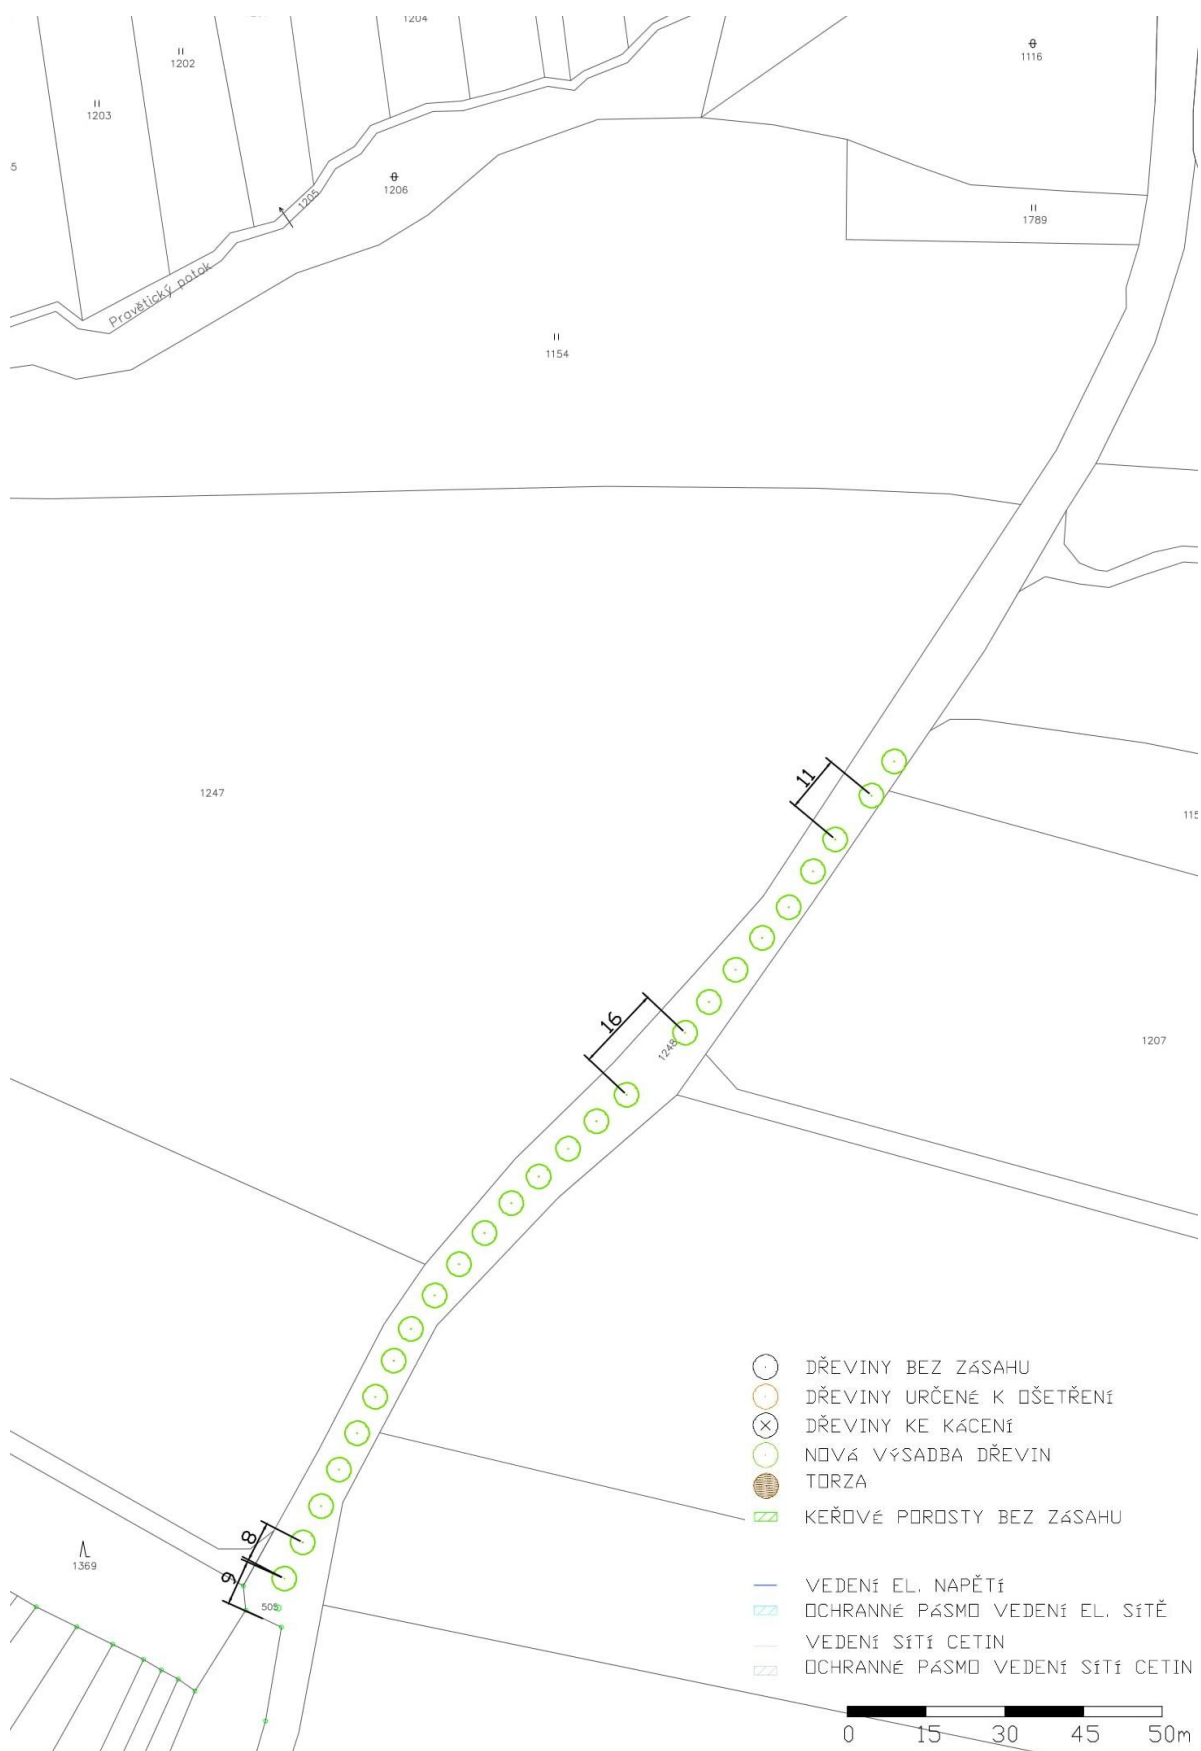 1204
1202
1116
1203
5
1206
1205
1789
Pravětický potok
1154
1247
11
115
16
1248
1207
DŘEVINY BEZ ZÁSAHU
DŘEVINY URČENÉ K OŠETŘENÍ
DŘEVINY KE KÁCENÍ
NOVÁ VÝSADBA DŘEVIN
TORZA
KEŘOVÉ POROSTY BEZ ZÁSAHU
8
1369
9
505
VEDENÍ EL. NAPĚTÍ
OCHRANNÉ PÁSMO VEDENÍ EL. SÍTĚ
VEDENÍ SÍTÍ CETIN
OCHRANNÉ PÁSMO VEDENÍ SÍTÍ CETIN
0 15 30 45 50m